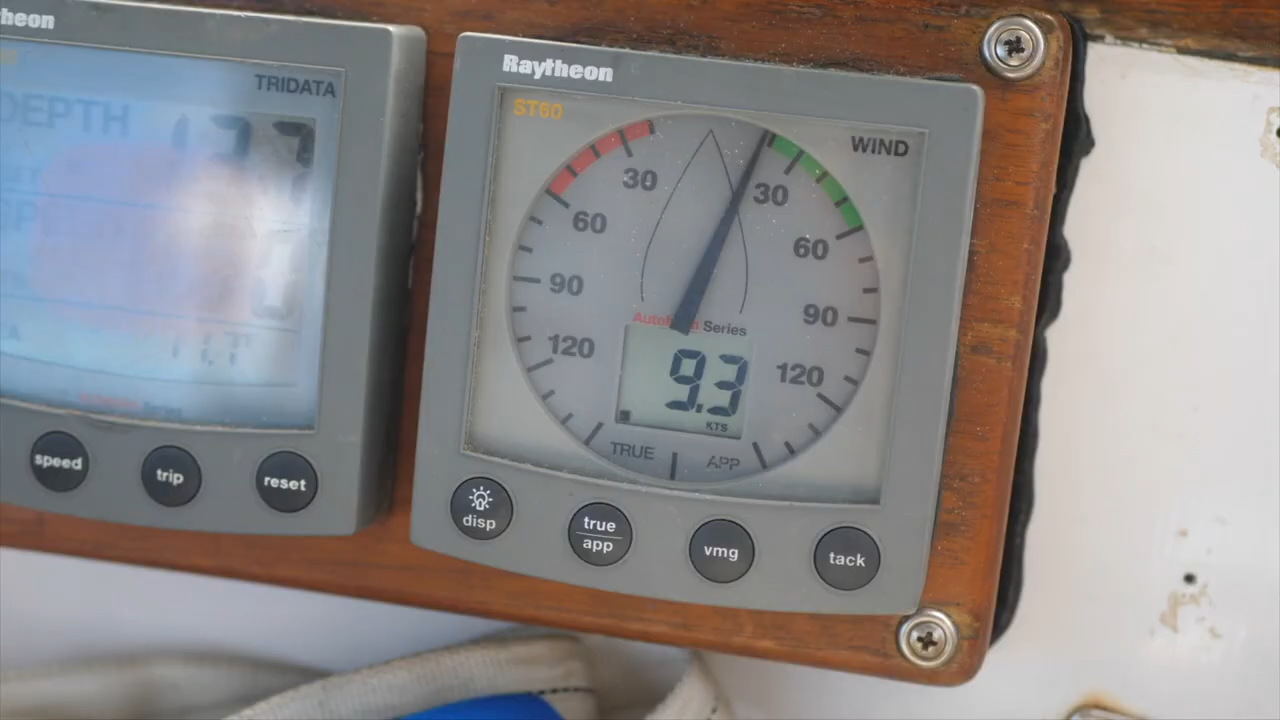 Raytheon
ST60
WIND
30
30
60
60
90
90
120
120
Series
9.3
KTS
TRUE
APP
disp
true
app
vmg
tack
TRIDATA
DEPTH
speed
trip
reset